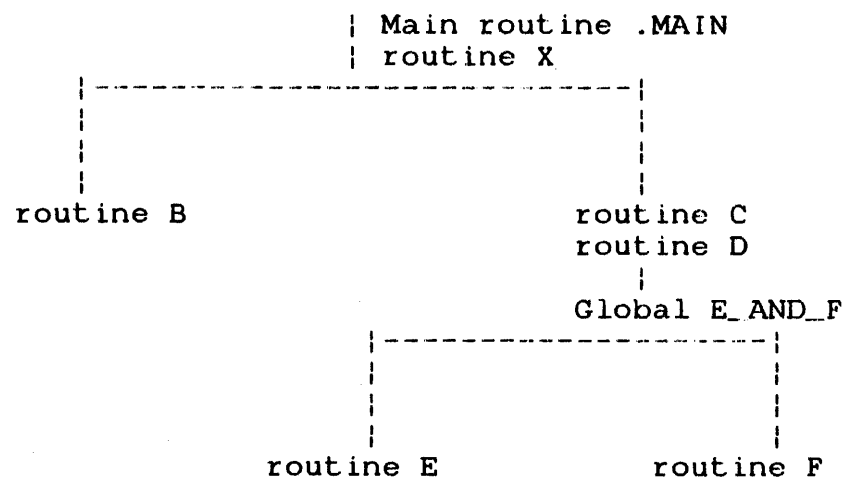 Main routine .MAIN
routine X
routine B
routine C
routine D
Global E_AND_F
routine E
routine F